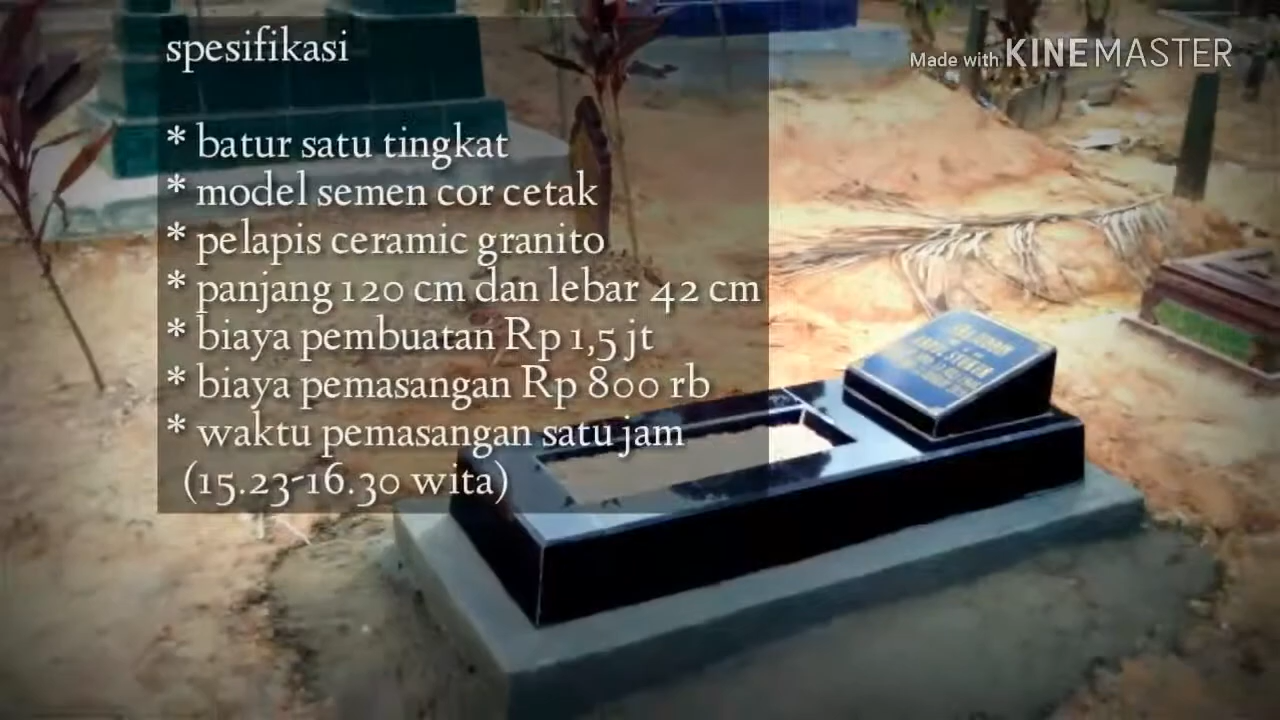 spesifikasi
* batur satu tingkat
* model semen cor cetak
* pelapis ceramic granito
* panjang 120 cm dan lebar 42 cm
* biaya pembuatan Rp 1,5 jt
* biaya pemasangan Rp 800 rb
* waktu pemasangan satu jam
(15.23-16.30 wita)
Made with KINEMASTER